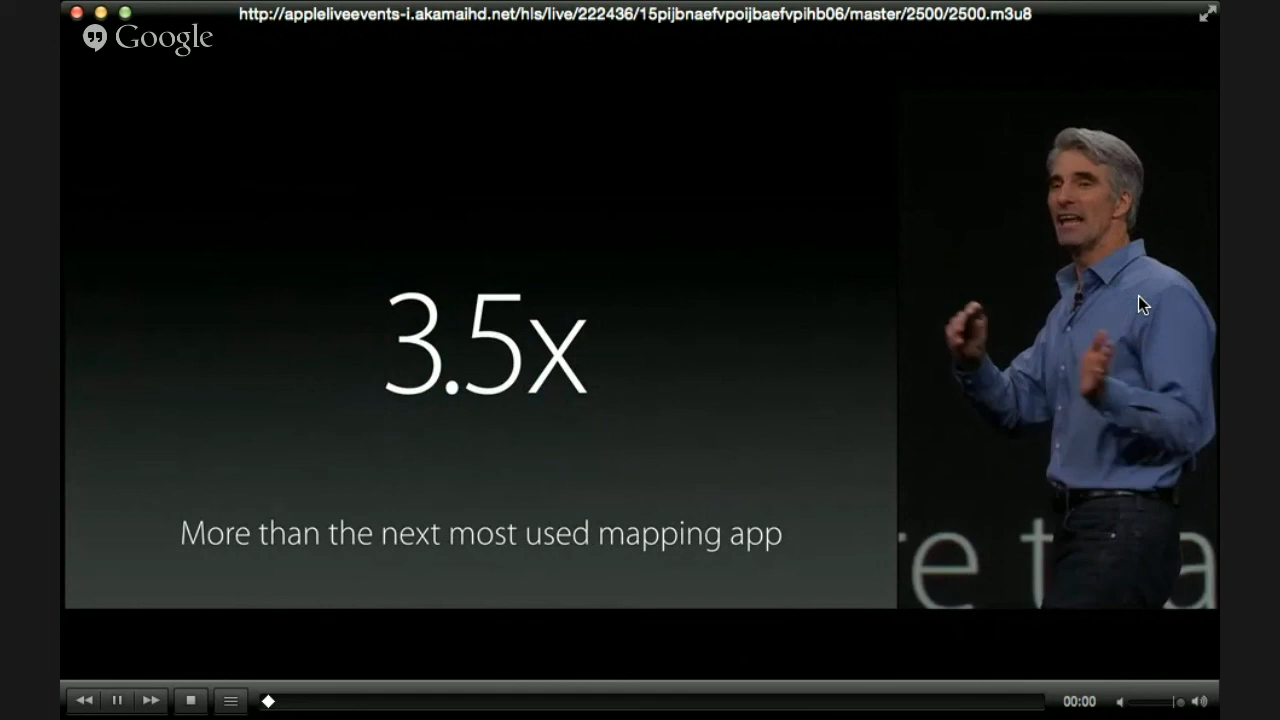 http://appleliveevents-i.akamaihd.net/hls/live/222436/15pijbnaefvpoijbaefvpihb06/master/2500/2500.m3u8
Google
3.5x
More than the next most used mapping app
re t a
00:00